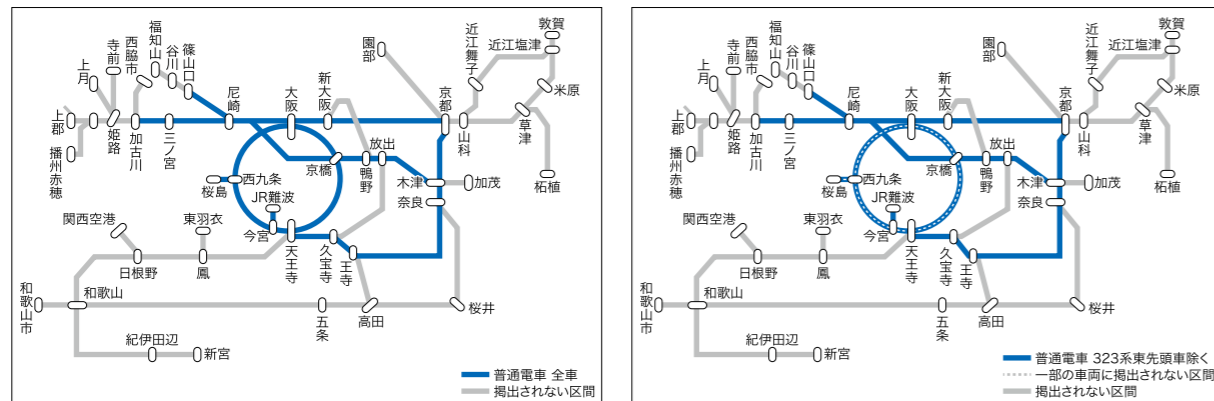 敦賀
近江塩津
近江舞子
園部
福知山
谷川
篠山口
西脇市
寺前
上月
尼崎
大阪
新大阪
京都
米原
上郡
姫路
加古川
三ノ宮
山科
草津
播州赤穂
京橋
放出
鴨野
木津
加茂
柘植
桜島
西九条
JR難波
奈良
関西空港
東羽衣
今宮
天王寺
久宝寺
王寺
日根野
鳳
和歌山市
和歌山
五条
高田
桜井
紀伊田辺
新宮
普通電車 全車
掲出されない区間
敦賀
近江塩津
近江舞子
園部
福知山
谷川
篠山口
西脇市
寺前
上月
尼崎
大阪
新大阪
京都
米原
上郡
姫路
加古川
三ノ宮
山科
草津
播州赤穂
京橋
放出
鴨野
木津
加茂
柘植
桜島
西九条
JR難波
奈良
関西空港
東羽衣
今宮
天王寺
久宝寺
王寺
日根野
鳳
和歌山市
和歌山
五条
高田
桜井
紀伊田辺
新宮
普通電車 323系東先頭車除く
一部の車両に掲出されない区間
掲出されない区間